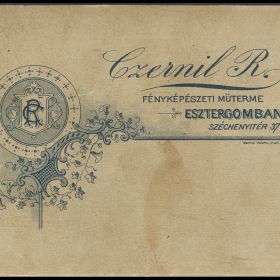 Czernil R.
FÉNYKÉPÉSZETI MŰTERME
ESZTERGOMBAN
SZÉCHENYITÉR 37